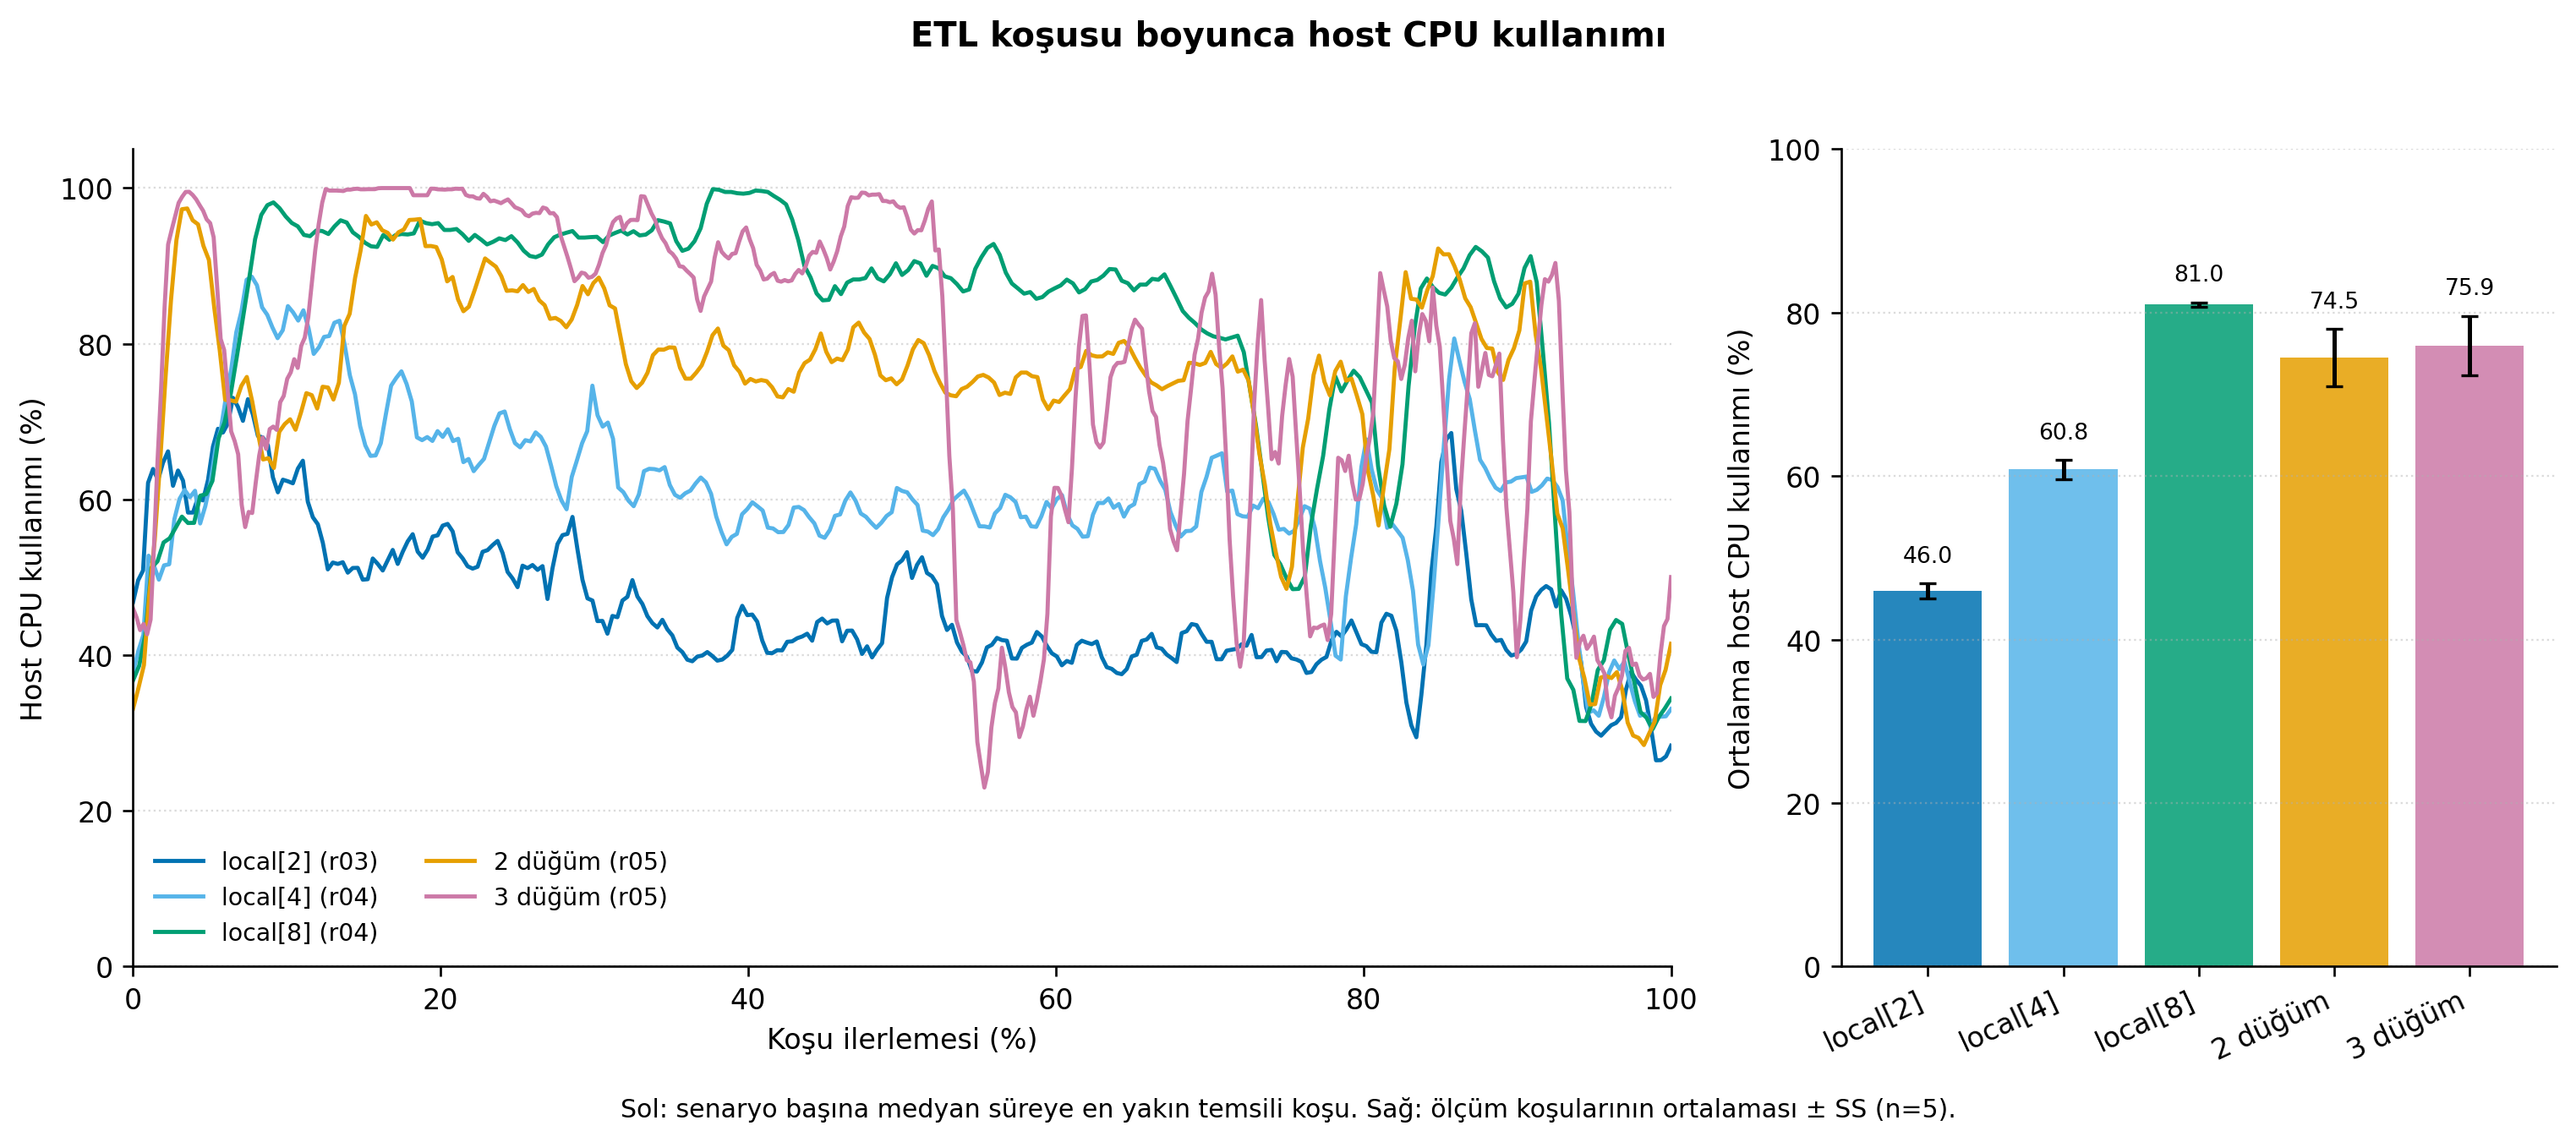 ETL koşusu boyunca host CPU kullanımı
Host CPU kullanımı (%)
100
80
60
40
20
0
local[2] (r03)
local[4] (r04)
local[8] (r04)
2 düğüm (r05)
3 düğüm (r05)
0 20 40 60 80 100
Koşu ilerlemesi (%)
Ortalama host CPU kullanımı (%)
100
80
60
40
20
0
46.0
60.8
81.0
74.5
75.9
local[2]
local[4]
local[8]
2 düğüm
3 düğüm
Sol: senaryo başına medyan süreye en yakın temsili koşu. Sağ: ölçüm koşularının ortalaması ± SS (n=5).